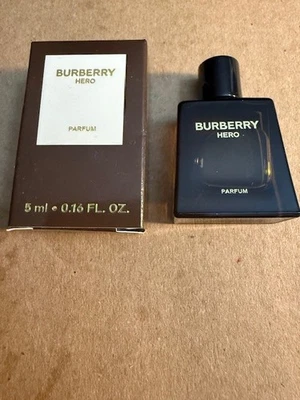 BURBERRY
HERO
PARFUM
5 ml e 0.16 FL. OZ.
BURBERRY
HERO
PARFUM